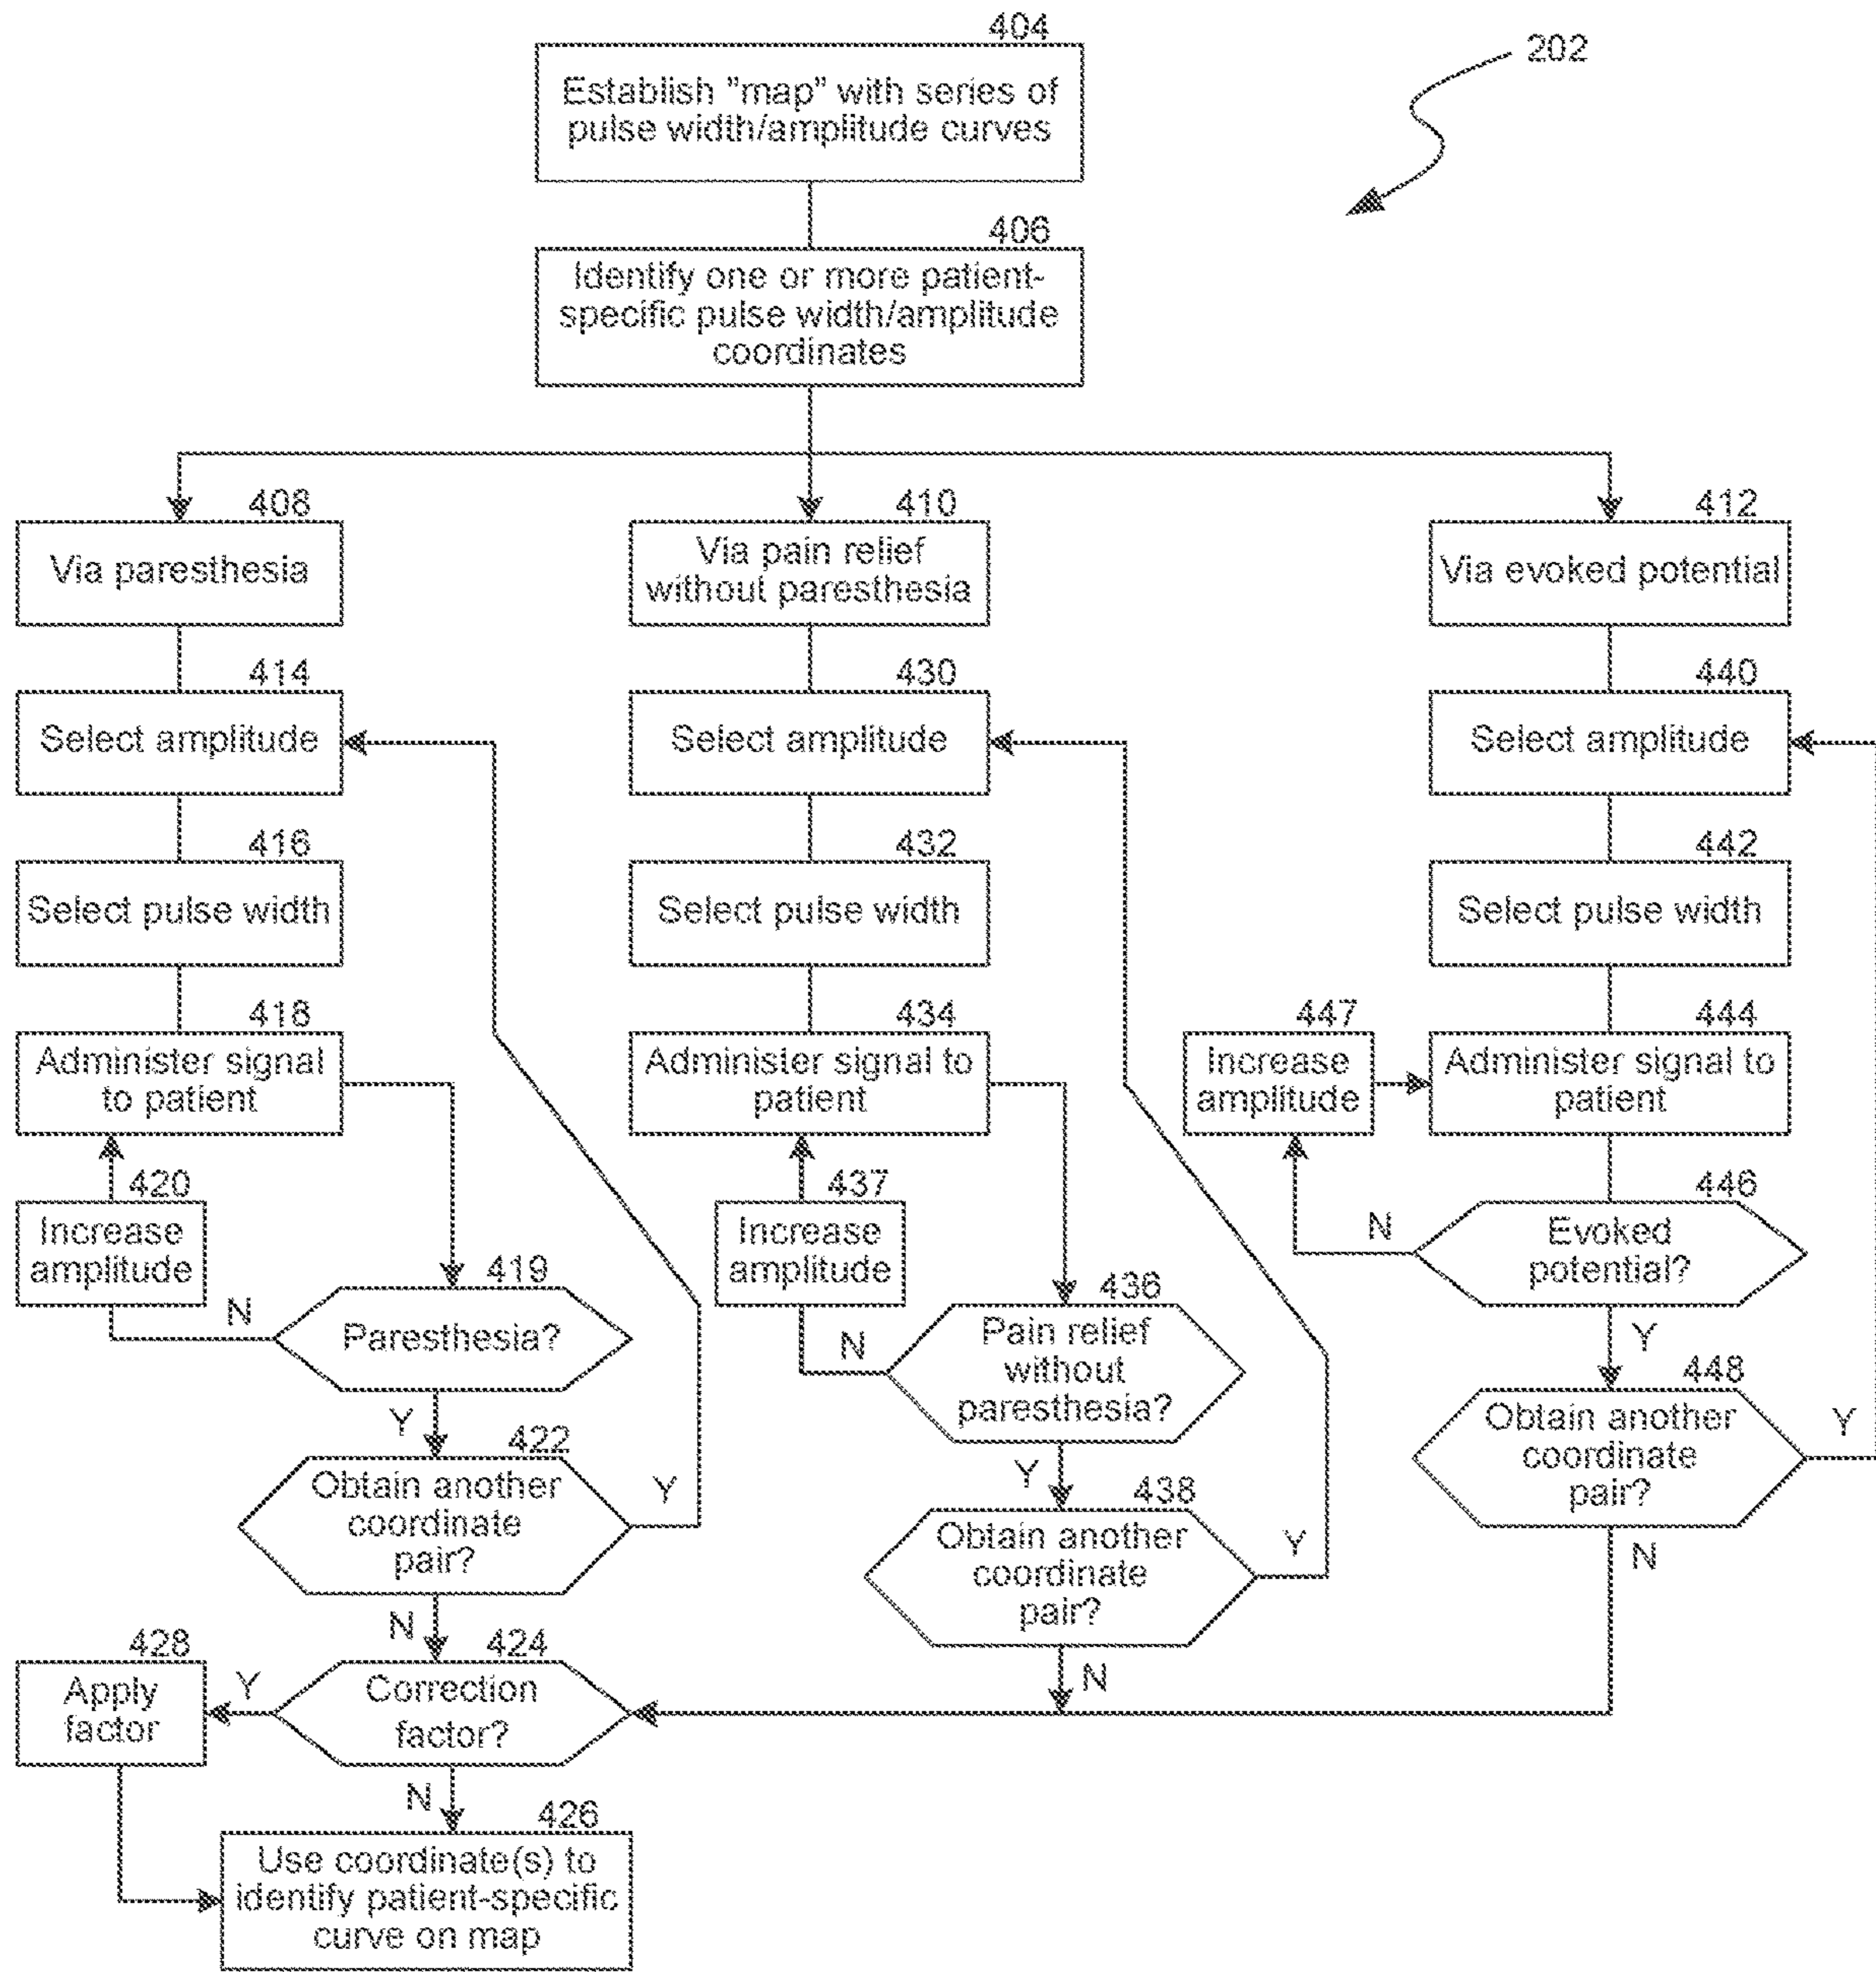 404
202
Establish "map" with series of
pulse width/amplitude curves
406
Identify one or more patient-
specific pulse width/amplitude
coordinates
408
Via paresthesia
410
Via pain relief
without paresthesia
412
Via evoked potential
414
Select amplitude
430
Select amplitude
440
Select amplitude
416
Select pulse width
432
Select pulse width
442
Select pulse width
418
Administer signal
to patient
434
Administer signal to
patient
447
Increase
amplitude
444
Administer signal to
patient
420
Increase
amplitude
N
419
Paresthesia?
Y
437
Increase
amplitude
N
436
Pain relief
without
paresthesia?
Y
446
Evoked
potential?
N
Y
422
Obtain another
coordinate
pair?
Y
N
438
Obtain another
coordinate
pair?
Y
N
448
Obtain another
coordinate
pair?
Y
N
428
Apply
factor
Y
424
Correction
factor?
N
426
Use coordinate(s) to
identify patient-specific
curve on map